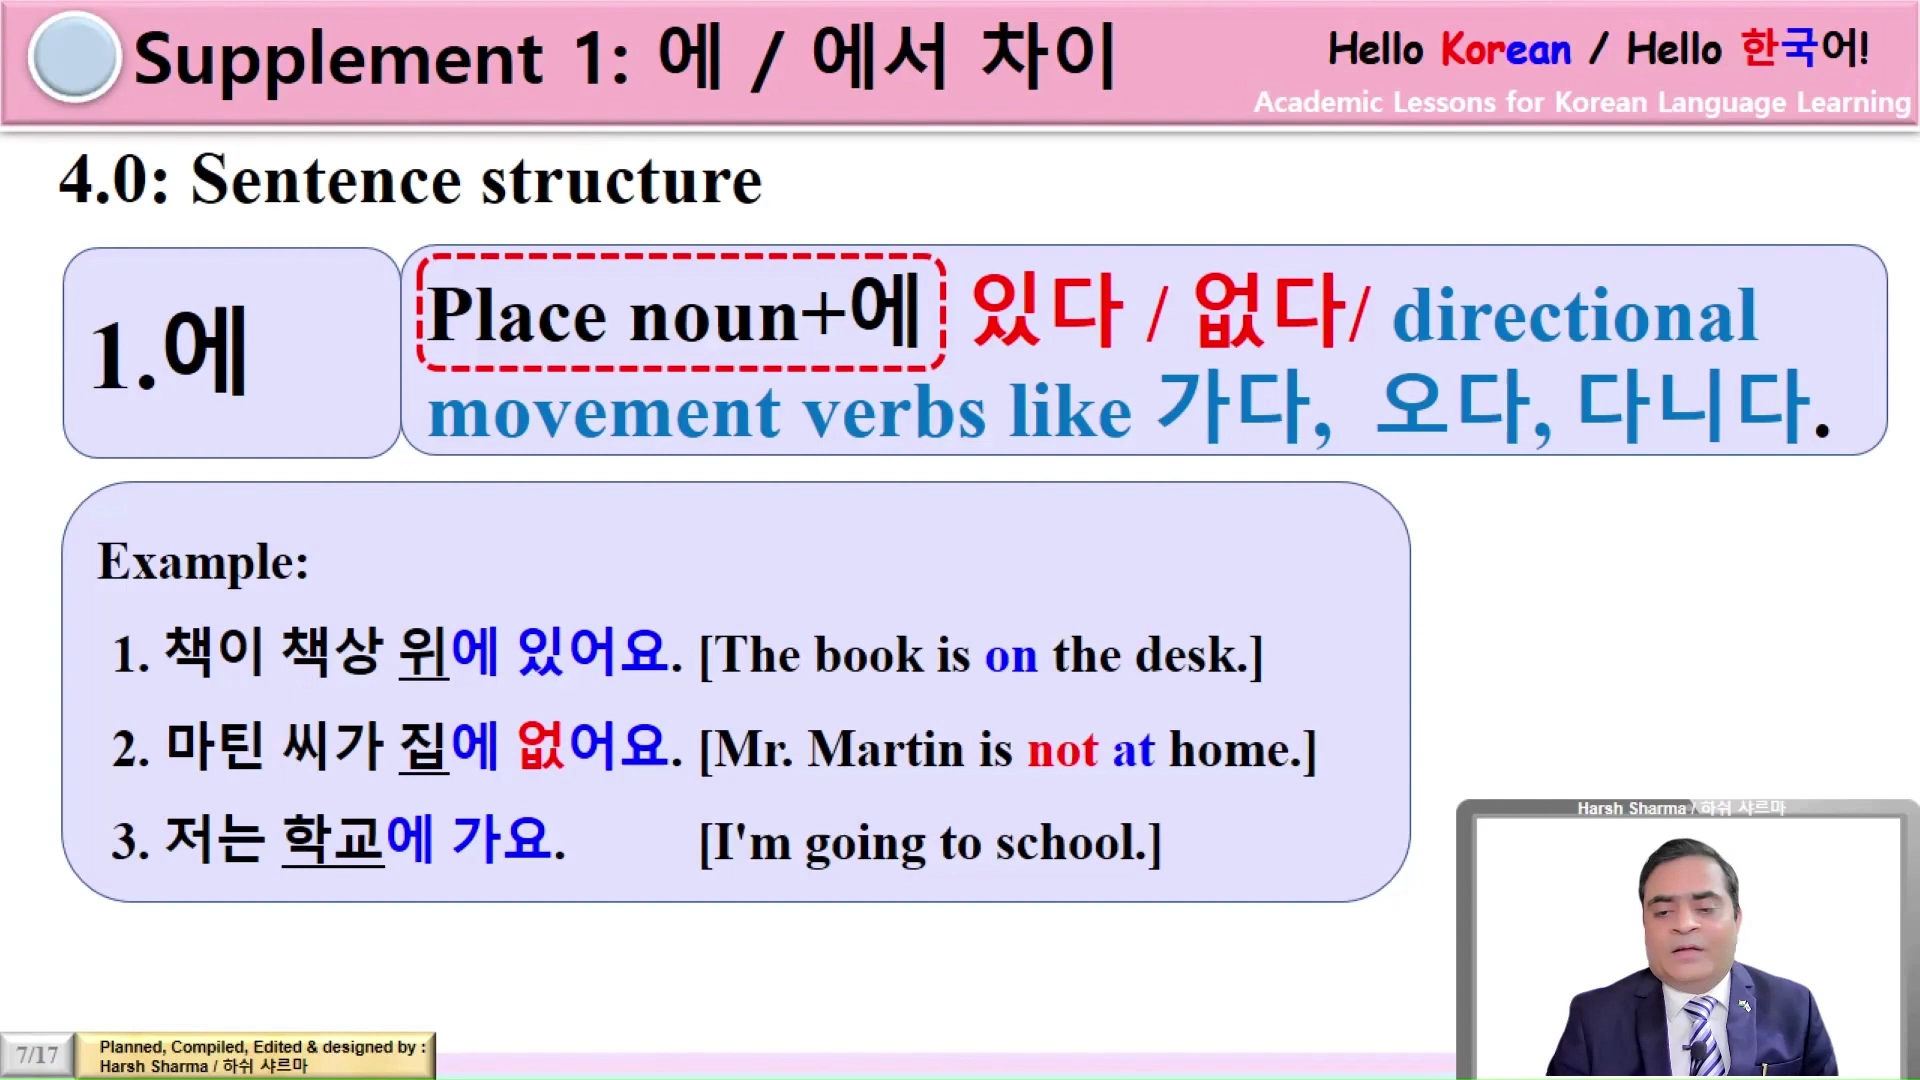 Supplement 1: 에 / 에서 차이
Hello Korean / Hello 한국어!
Academic Lessons for Korean Language Learning
4.0: Sentence structure
1.에
Place noun+에 있다 / 없다/ directional
movement verbs like 가다, 오다, 다니다.
Example:
1. 책이 책상 위에 있어요. [The book is on the desk.]
2. 마틴 씨가 집에 없어요. [Mr. Martin is not at home.]
3. 저는 학교에 가요. [I'm going to school.]
Harsh Sharma / 하쉬 샤르마
7/17
Planned, Compiled, Edited & designed by :
Harsh Sharma / 하쉬 샤르마